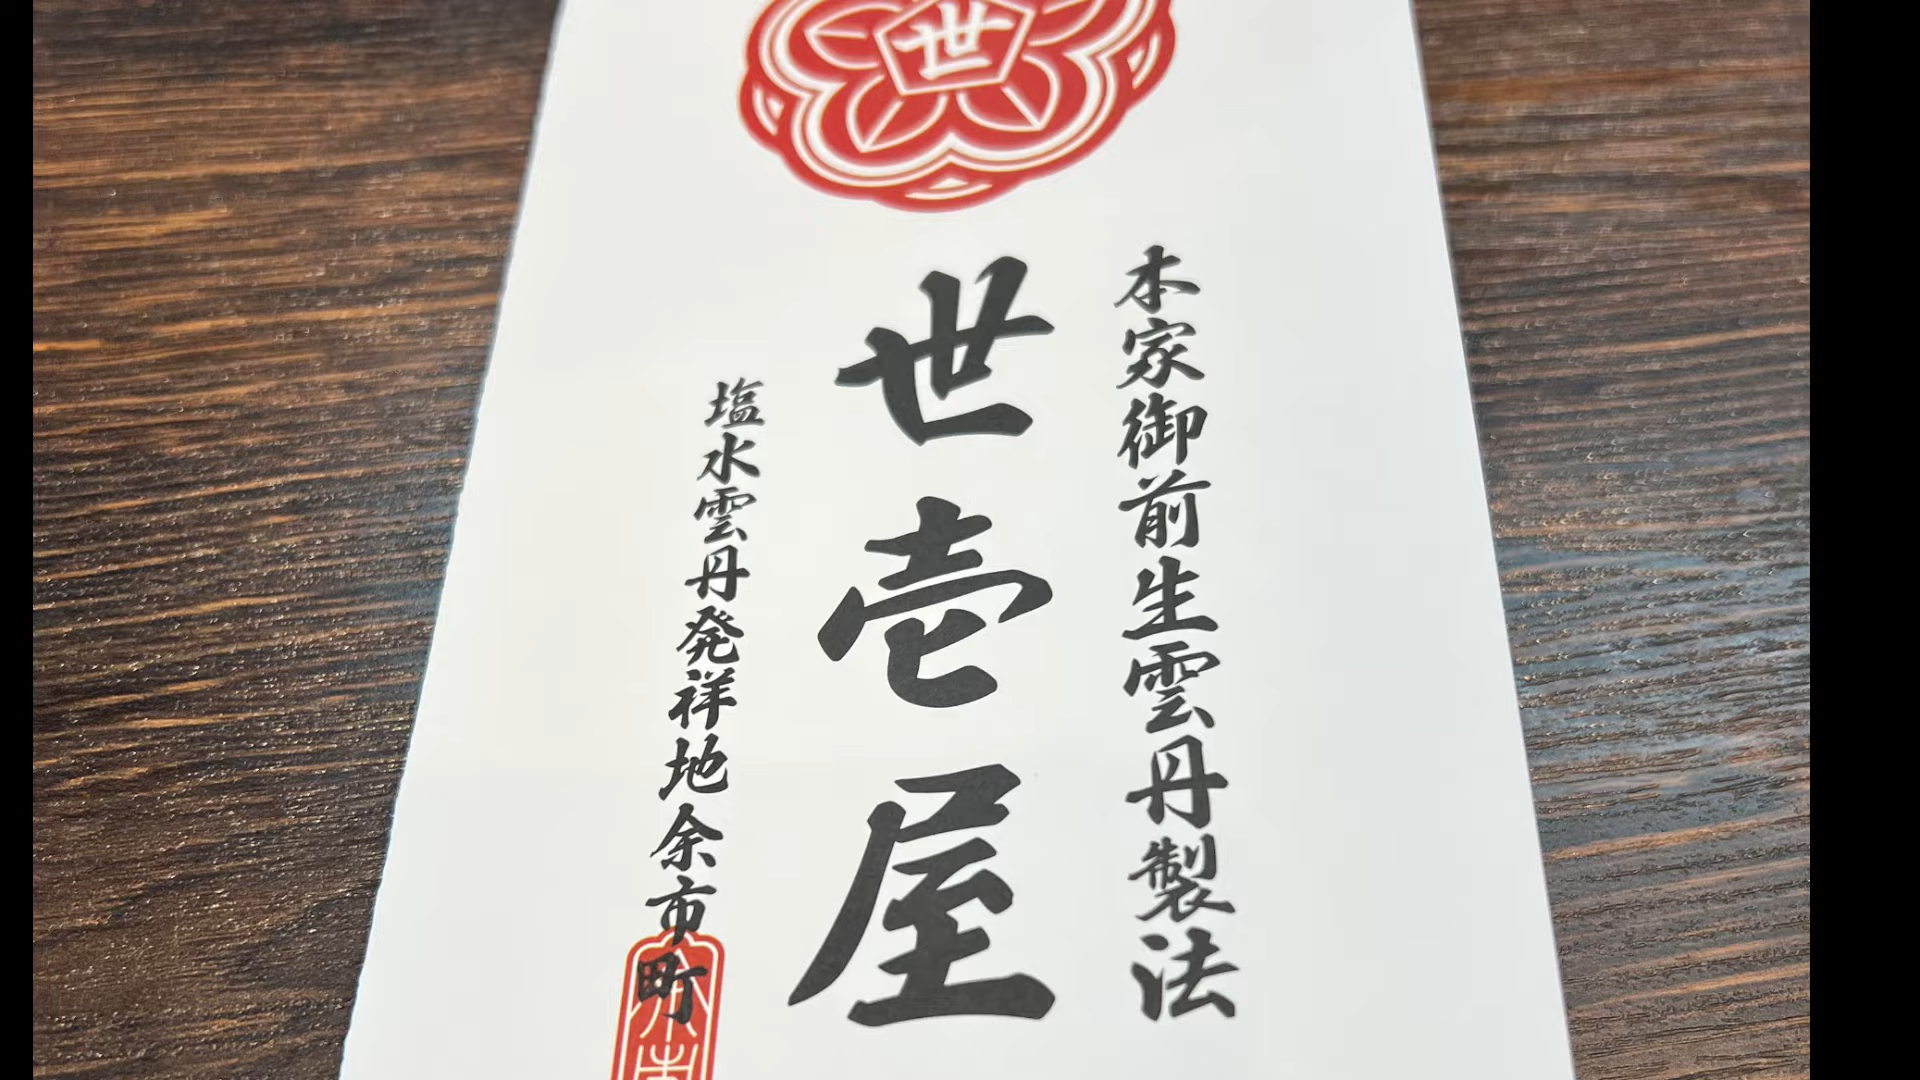 世
本家御前生雲丹製法
世壱屋
塩水雲丹発祥地余市町